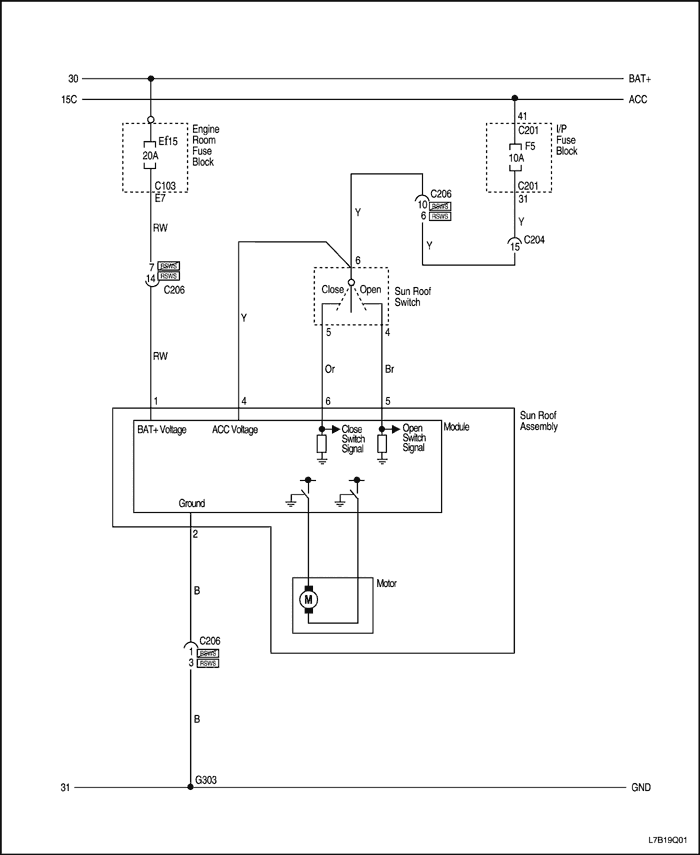 30
BAT+
15C
ACC
41
C201
Engine
Room
Fuse
Block
Ef15
20A
I/P
Fuse
Block
F5
10A
C103
E7
C201
31
C206
10
6
RSWS
Y
RW
Y
Y
15
C204
7
14
RSWS
C206
6
Close
Open
Sun Roof
Switch
5
4
Y
RW
Or
Br
1
4
6
5
Sun Roof
Assembly
BAT+ Voltage
ACC Voltage
Close
Switch
Signal
Open
Switch
Signal
Module
Ground
2
Motor
M
B
C206
1
3
RSWS
B
G303
31
GND
L7B19Q01